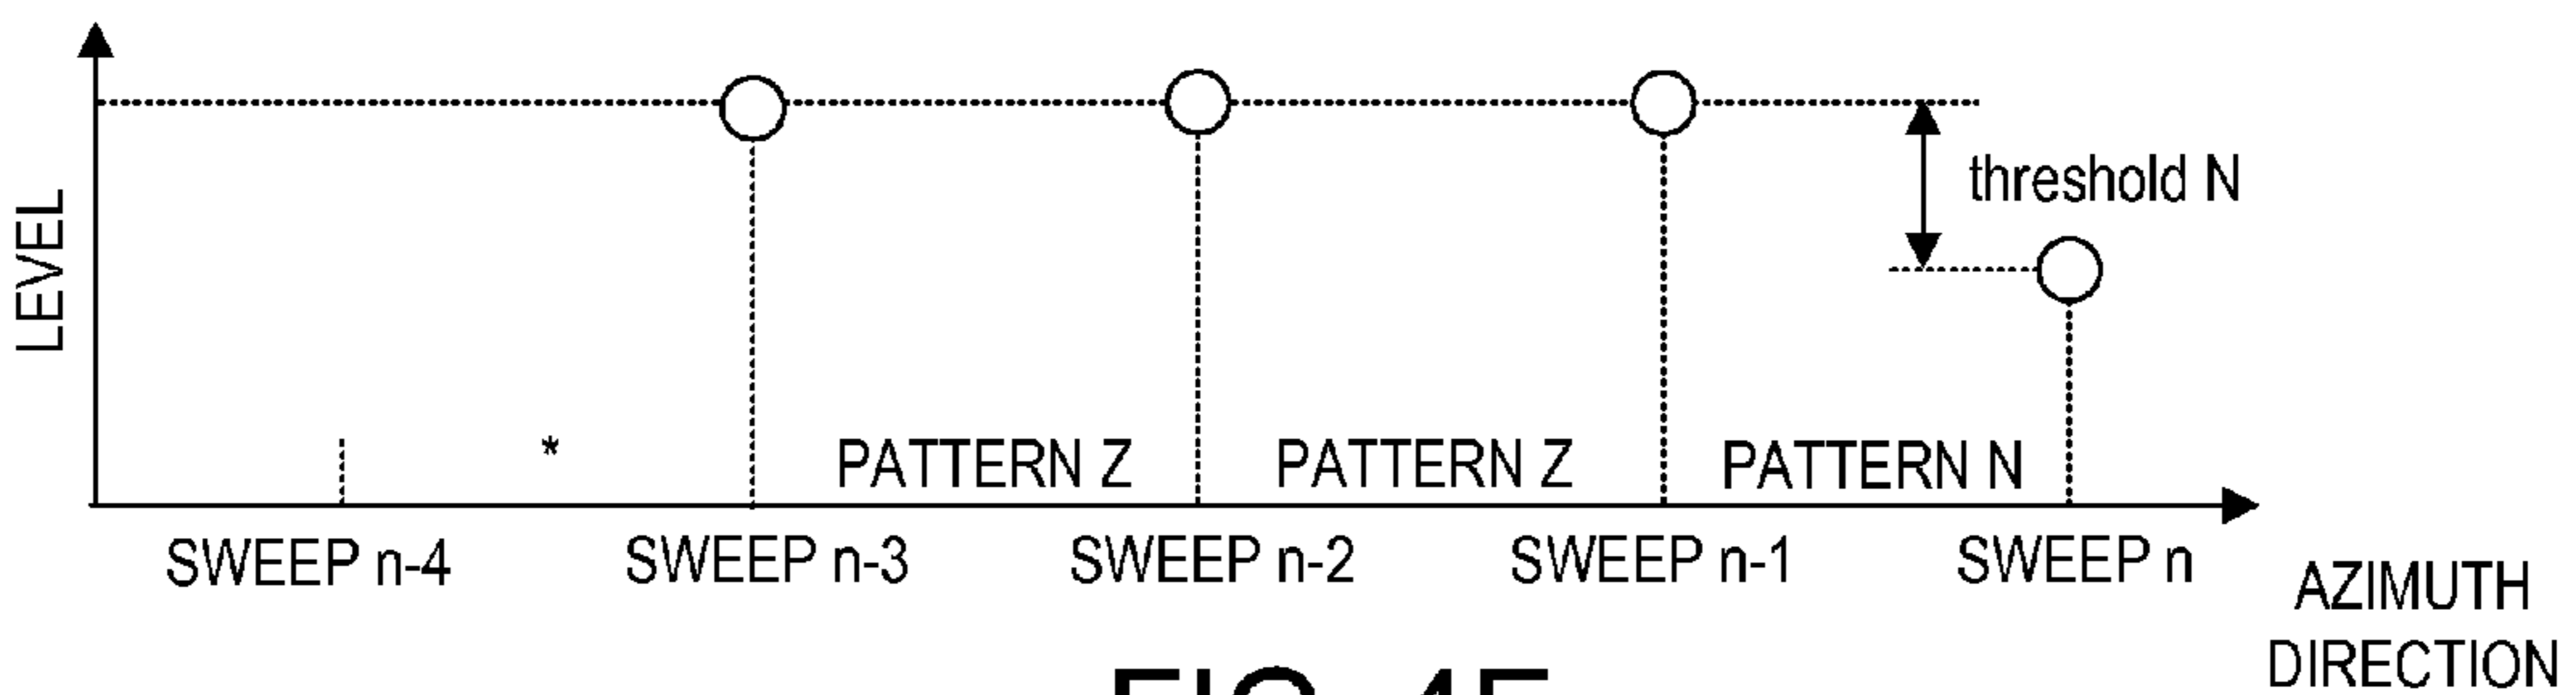 LEVEL
threshold N
* PATTERN Z PATTERN Z PATTERN N
SWEEP n-4 SWEEP n-3 SWEEP n-2 SWEEP n-1 SWEEP n
AZIMUTH
DIRECTION